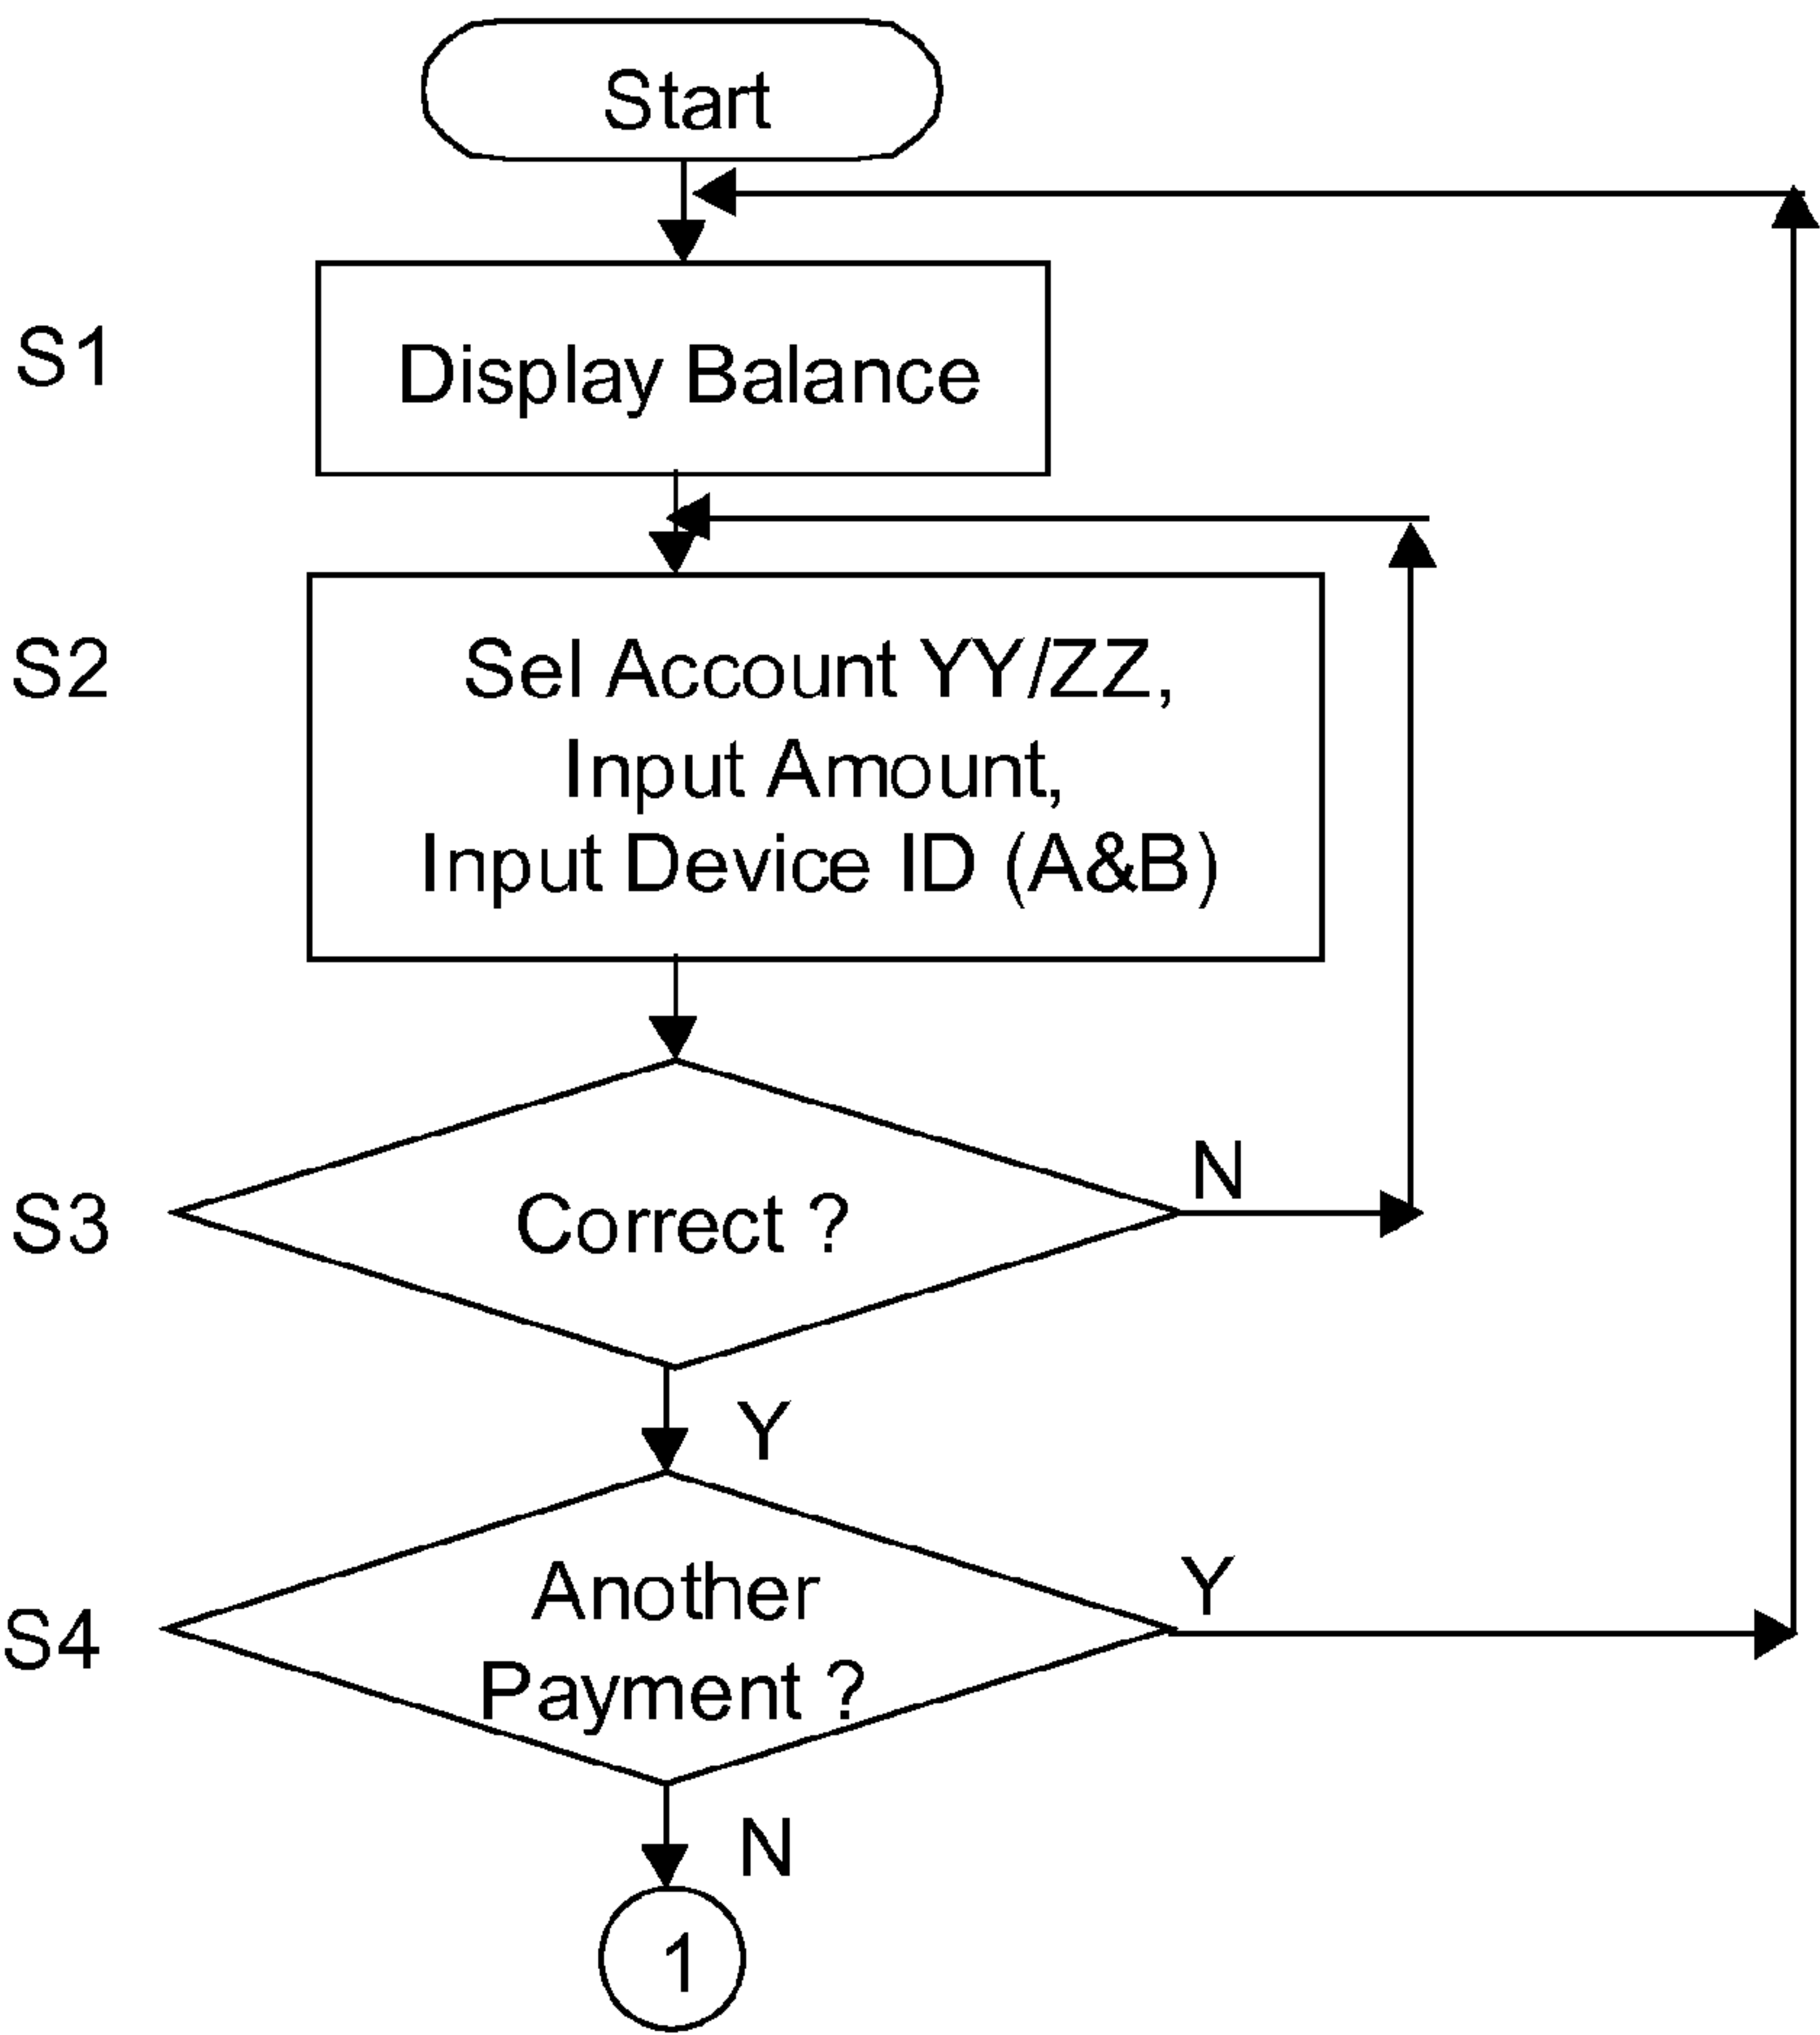 Start
S1
Display Balance
S2
Sel Account YY/ZZ,
Input Amount,
Input Device ID (A&B)
S3
Correct ?
N
Y
S4
Another
Payment ?
Y
N
1